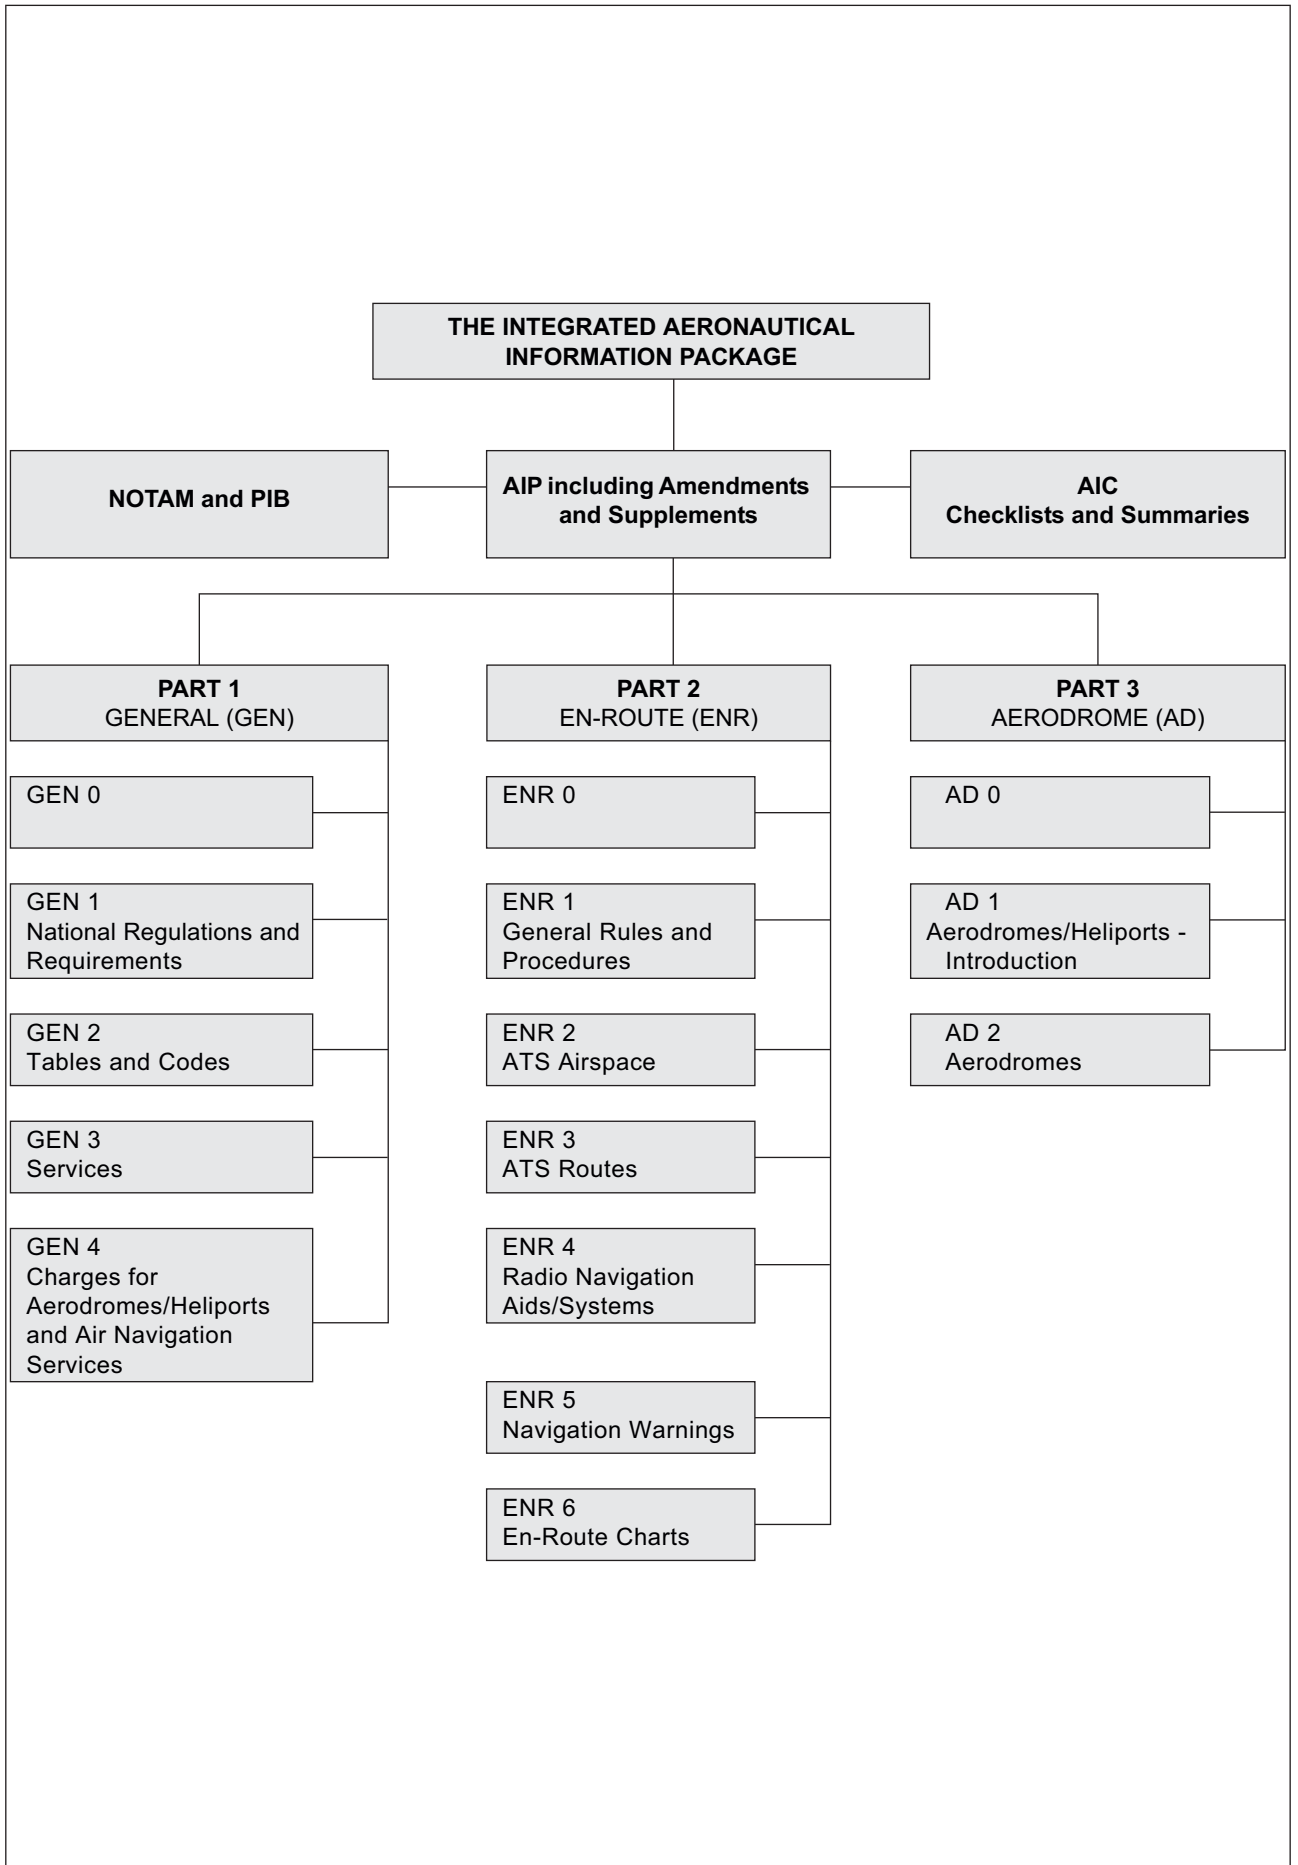 THE INTEGRATED AERONAUTICAL
INFORMATION PACKAGE
NOTAM and PIB
AIP including Amendments
and Supplements
AIC
Checklists and Summaries
PART 1
GENERAL (GEN)
GEN 0
GEN 1
National Regulations and
Requirements
GEN 2
Tables and Codes
GEN 3
Services
GEN 4
Charges for
Aerodromes/Heliports
and Air Navigation
Services
PART 2
EN-ROUTE (ENR)
ENR 0
ENR 1
General Rules and
Procedures
ENR 2
ATS Airspace
ENR 3
ATS Routes
ENR 4
Radio Navigation
Aids/Systems
ENR 5
Navigation Warnings
ENR 6
En-Route Charts
PART 3
AERODROME (AD)
AD 0
AD 1
Aerodromes/Heliports -
Introduction
AD 2
Aerodromes